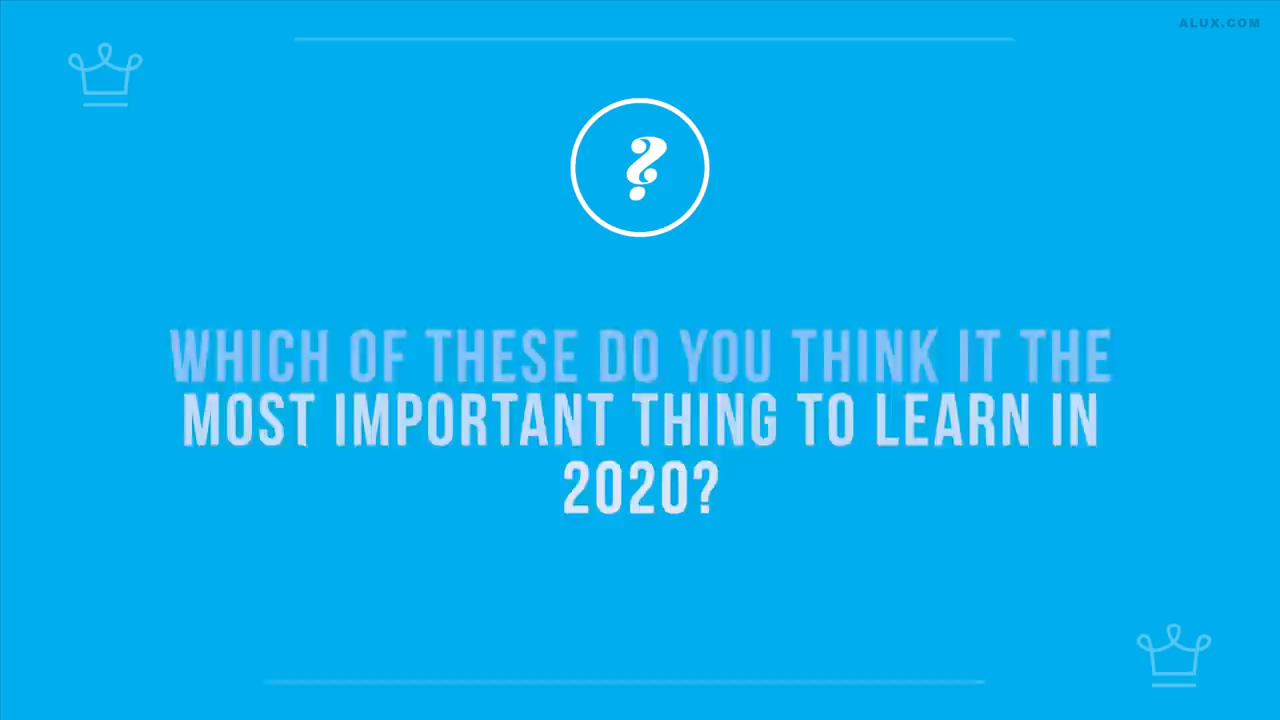 ALUX.COM
?
WHICH OF THESE DO YOU THINK IT THE
MOST IMPORTANT THING TO LEARN IN
2020?